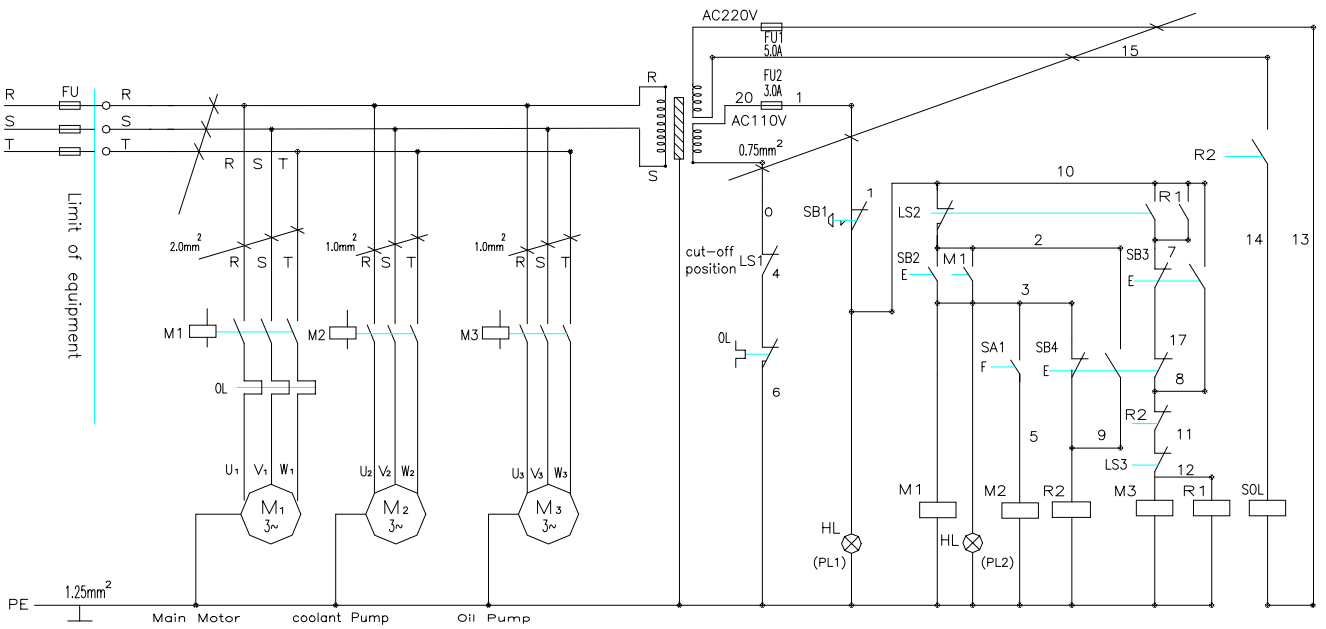 AC220V
FU1
5.0A
15
FU
R
R
R
FU2
3.0A
20
1
AC110V
S
S
T
T
0.75mm²
R S T
S
R2
10
Limit of equipment
SB1
1
LS2
R1
0
2.0mm²
1.0mm²
1.0mm²
R S T
R S T
R S T
cut-off
position
LS1
4
2
SB2
E
M1
7
SB3
E
14
13
3
M1
M2
M3
OL
SA1
F
SB4
E
17
8
OL
6
R2
5
9
11
LS3
12
U1 V1 W1
U2 V2 W2
U3 V3 W3
M1
M2
R2
M3
R1
SOL
M1
3~
M2
3~
M3
3~
HL
(PL1)
HL
(PL2)
1.25mm²
PE
Main Motor
coolant Pump
Oil Pump